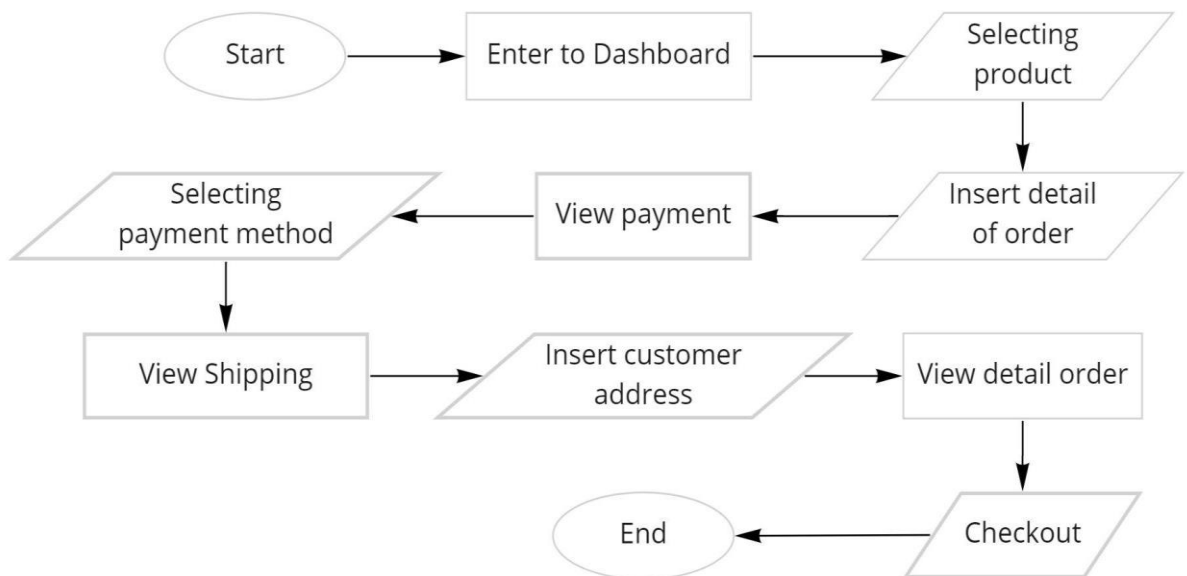 Start
Enter to Dashboard
Selecting
product
Insert detail
of order
View payment
Selecting
payment method
View Shipping
Insert customer
address
View detail order
Checkout
End